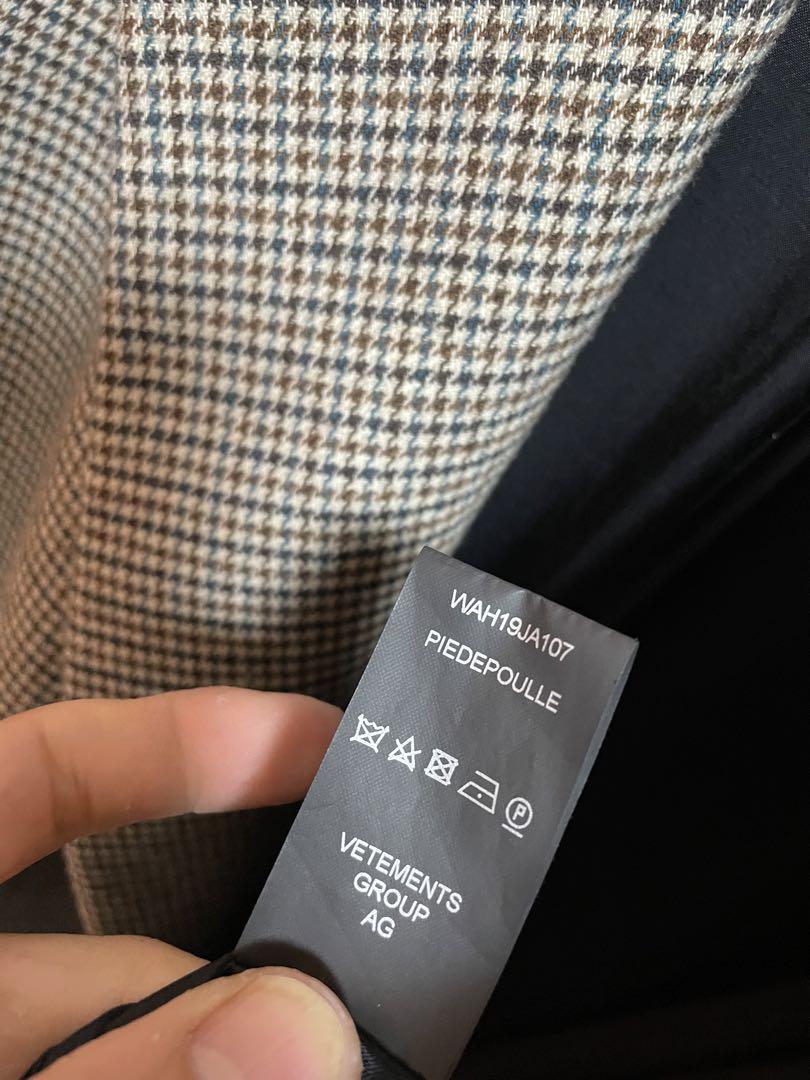 WAH19JA107
PIEDEPOULLE
P
VETEMENTS
GROUP
AG